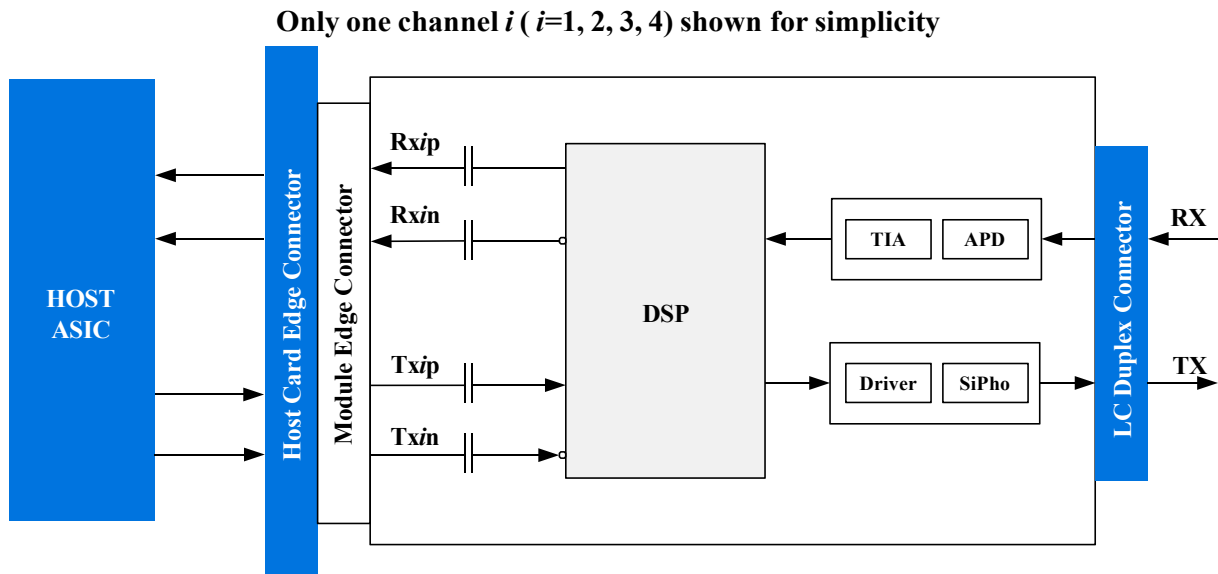 Only one channel i ( i=1, 2, 3, 4) shown for simplicity
HOST
ASIC
Host Card Edge Connector
Module Edge Connector
Rxip
Rxin
Txip
Txin
DSP
TIA
APD
Driver
SiPho
LC Duplex Connector
RX
TX